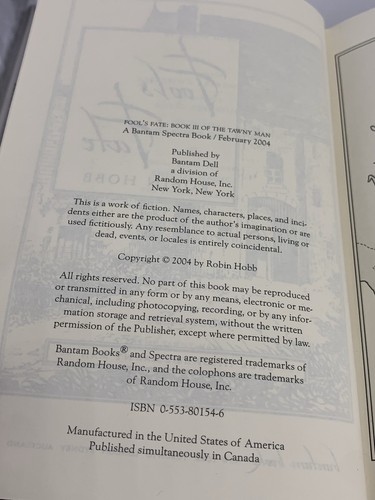 FOOL'S FATE: BOOK III OF THE TAWNY MAN
A Bantam Spectra Book / February 2004
Published by
Bantam Dell
a division of
Random House, Inc.
New York, New York
This is a work of fiction. Names, characters, places, and inci-
dents either are the product of the author's imagination or are
used fictitiously. Any resemblance to actual persons, living or
dead, events, or locales is entirely coincidental.
Copyright © 2004 by Robin Hobb
All rights reserved. No part of this book may be reproduced
or transmitted in any form or by any means, electronic or me-
chanical, including photocopying, recording, or by any infor-
mation storage and retrieval system, without the written
permission of the Publisher, except where permitted by law.
Bantam Books® and Spectra are registered trademarks of
Random House, Inc., and the colophons are trademarks
of Random House, Inc.
ISBN 0-553-80154-6
Manufactured in the United States of America
Published simultaneously in Canada